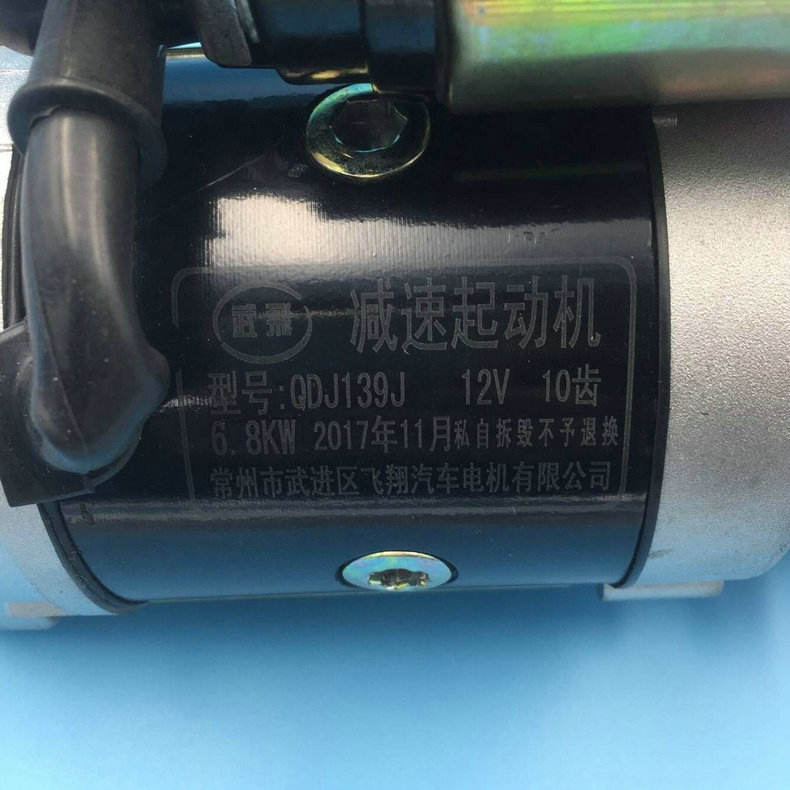 武飛 减速起动机
型号:QDJ139J 12V 10齿
6.8KW 2017年11月私自拆毁不予退换
常州市武进区飞翔汽车电机有限公司